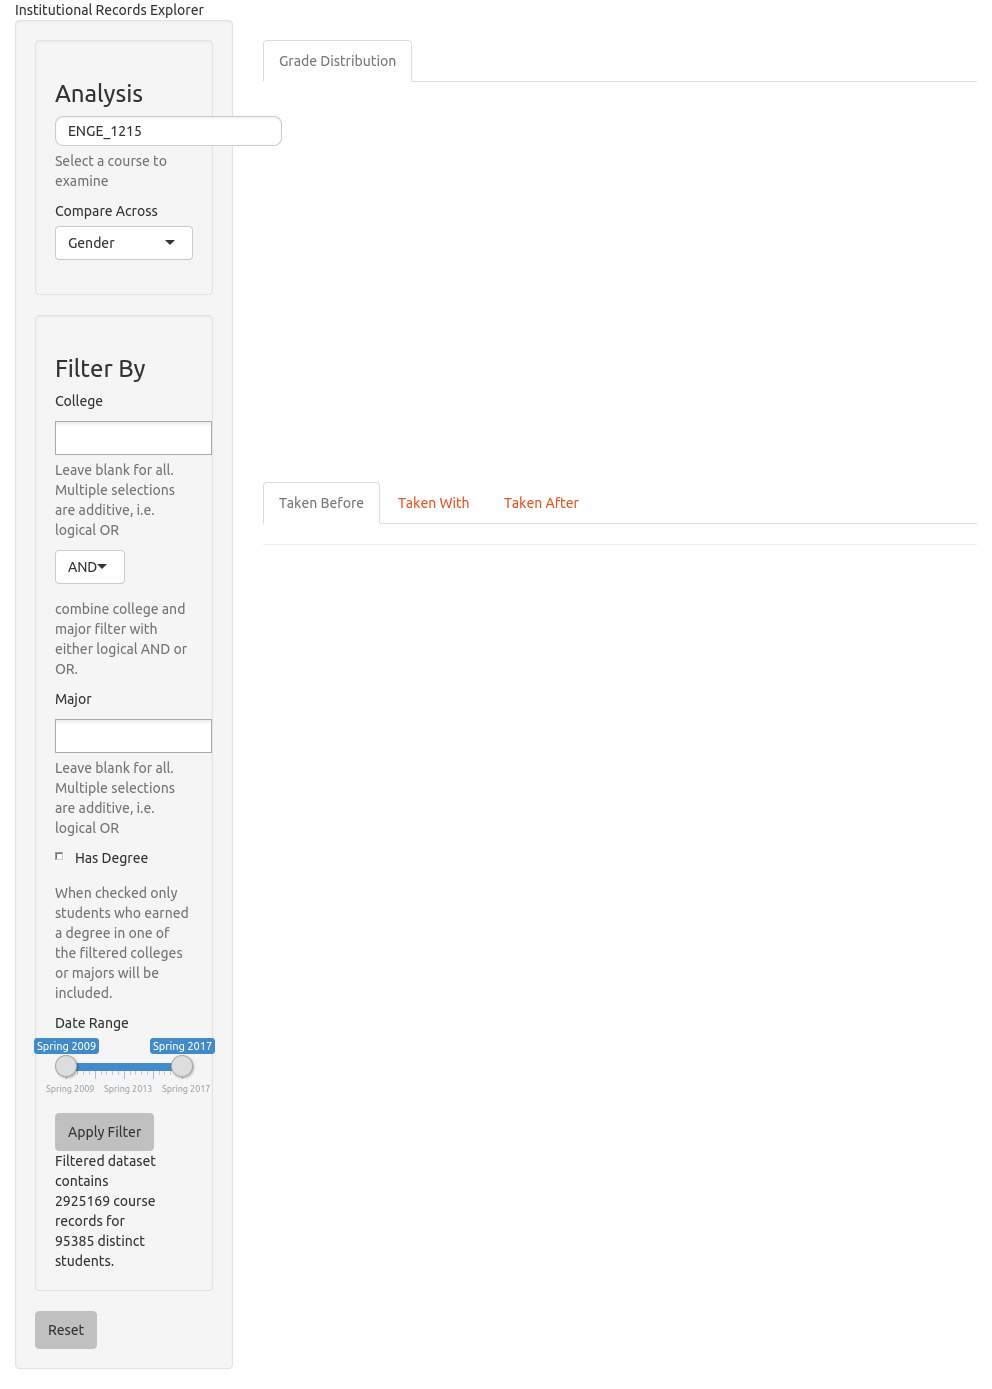 Institutional Records Explorer
Analysis
ENGE_1215
Select a course to
examine
Compare Across
Gender
Filter By
College
Leave blank for all.
Multiple selections
are additive, i.e.
logical OR
AND
combine college and
major filter with
either logical AND or
OR.
Major
Leave blank for all.
Multiple selections
are additive, i.e.
logical OR
Has Degree
When checked only
students who earned
a degree in one of
the filtered colleges
or majors will be
included.
Date Range
Spring 2009 Spring 2017
Spring 2009 Spring 2013 Spring 2017
Apply Filter
Filtered dataset
contains
2925169 course
records for
95385 distinct
students.
Reset
Grade Distribution
Taken Before Taken With Taken After